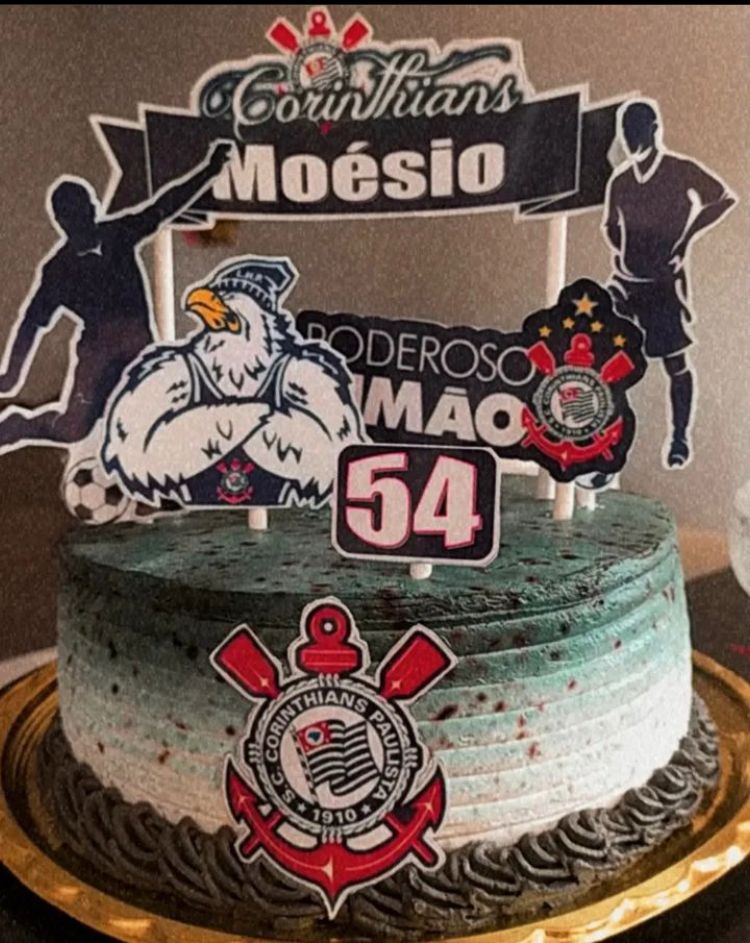 Corinthians
Moésio
PODEROSO
TIMÃO
54
S.C. CORINTHIANS PAULISTA
1910